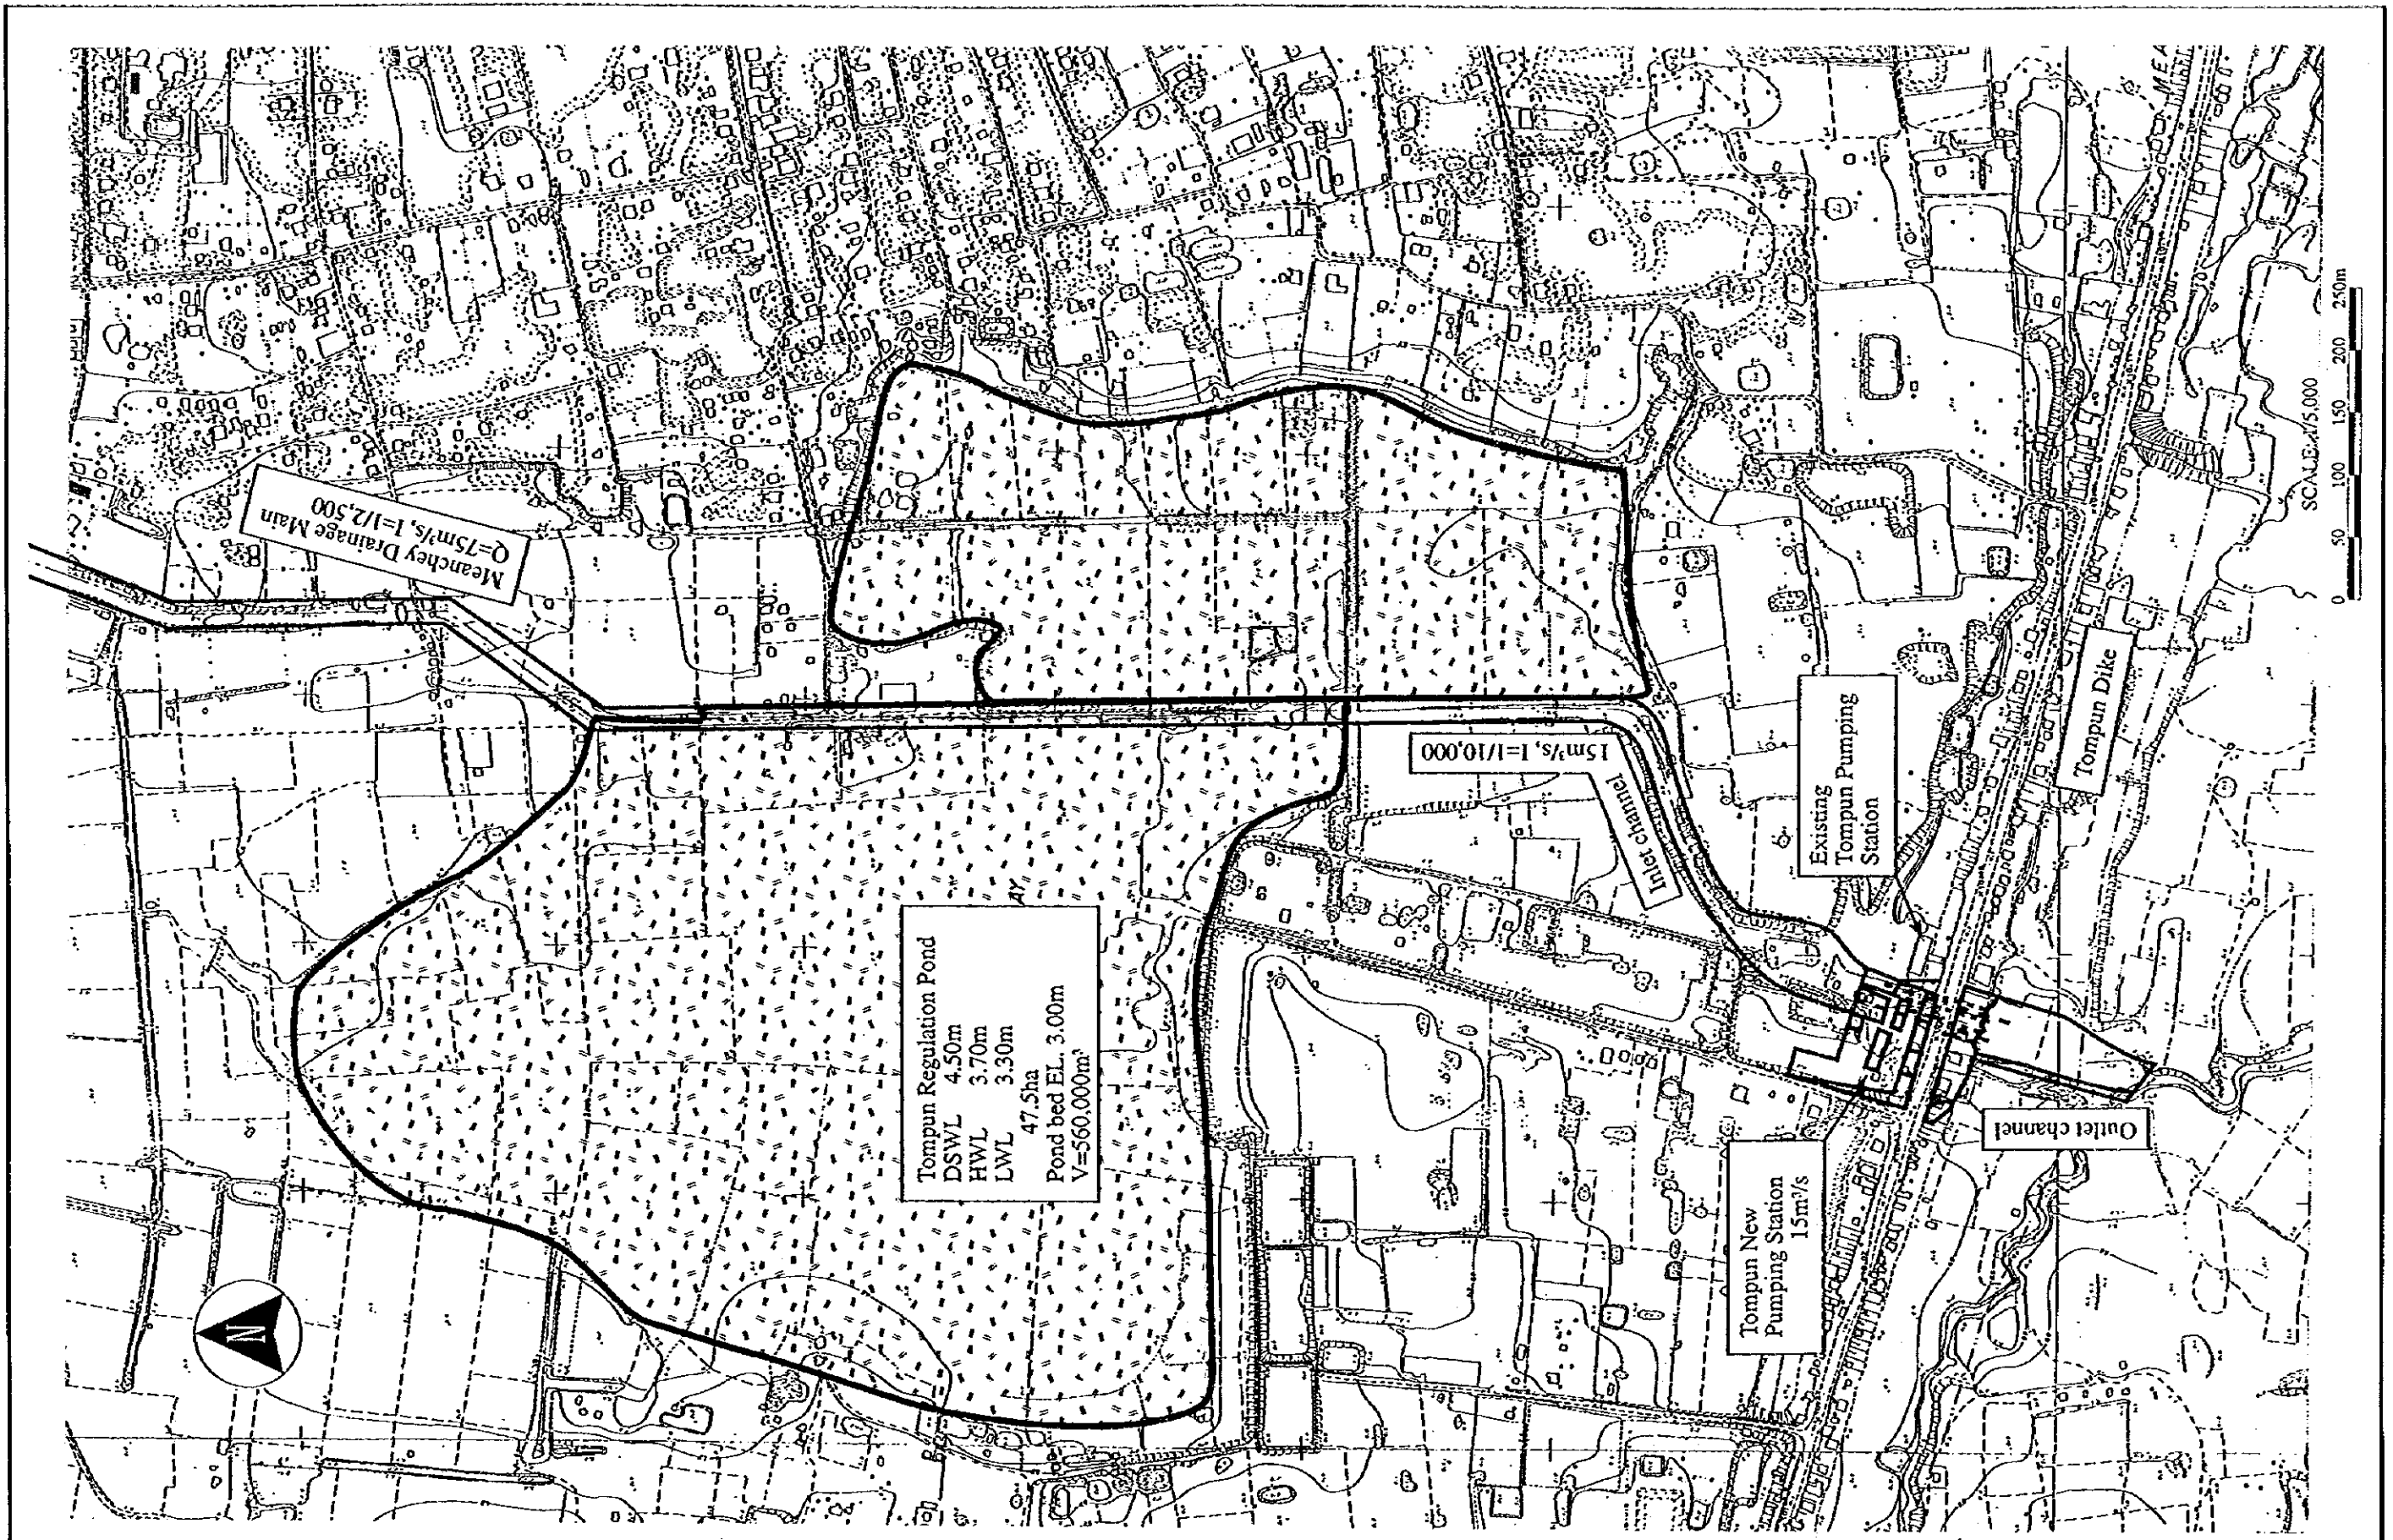 Meanchey Drainage Main
Q=75m³/s, I=1/2,500
Tompun Regulation Pond
DSWL 4.50m
HWL 3.70m
LWL 3.30m
47.5ha
Pond bed EL. 3.00m
V=560,000m³
AY
15m³/s, I=1/10,000
Inlet channel
Existing
Tompun Pumping
Station
Tompun Dike
Tompun New
Pumping Station
15m³/s
Outlet channel
MEA
N
SCALE:1/5,000
0 50 100 150 200 250m